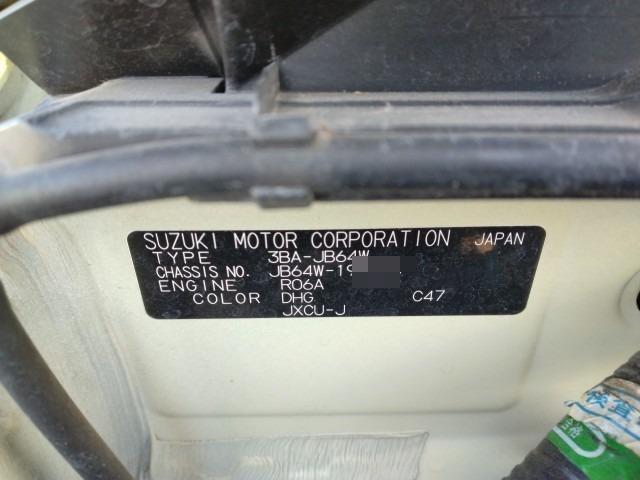 SUZUKI MOTOR CORPORATION JAPAN
TYPE 3BA-JB64W
CHASSIS NO. JB64W-19
ENGINE R06A
COLOR DHG C47
JXCU-J